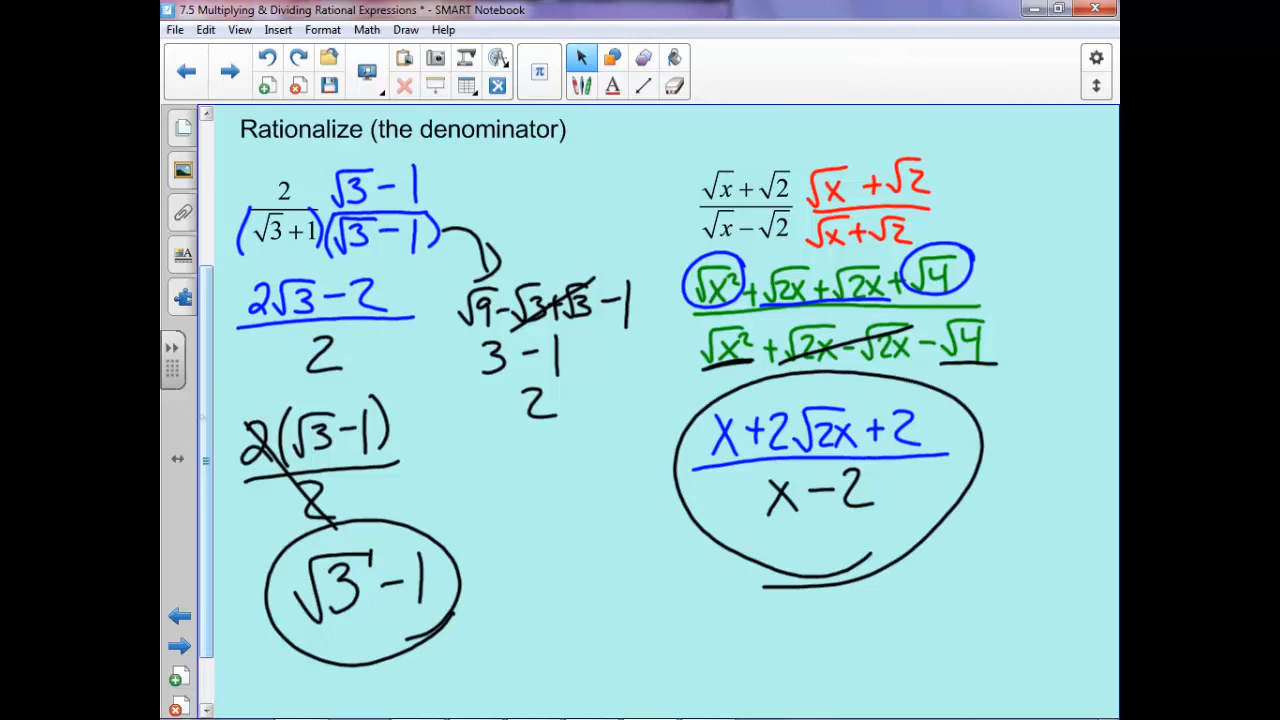 7.5 Multiplying & Dividing Rational Expressions * - SMART Notebook
File Edit View Insert Format Math Draw Help
π
A
Rationalize (the denominator)
2 √3 - 1
(√3 + 1)(√3 - 1)
2√3 - 2
2
√9 - √3 + √3 - 1
3 - 1
2
2(√3 - 1)
2
√3 - 1
√x + √2 √x + √2
√x - √2 √x + √2
√x² + √2x + √2x + √4
√x² + √2x - √2x - √4
x + 2√2x + 2
x - 2